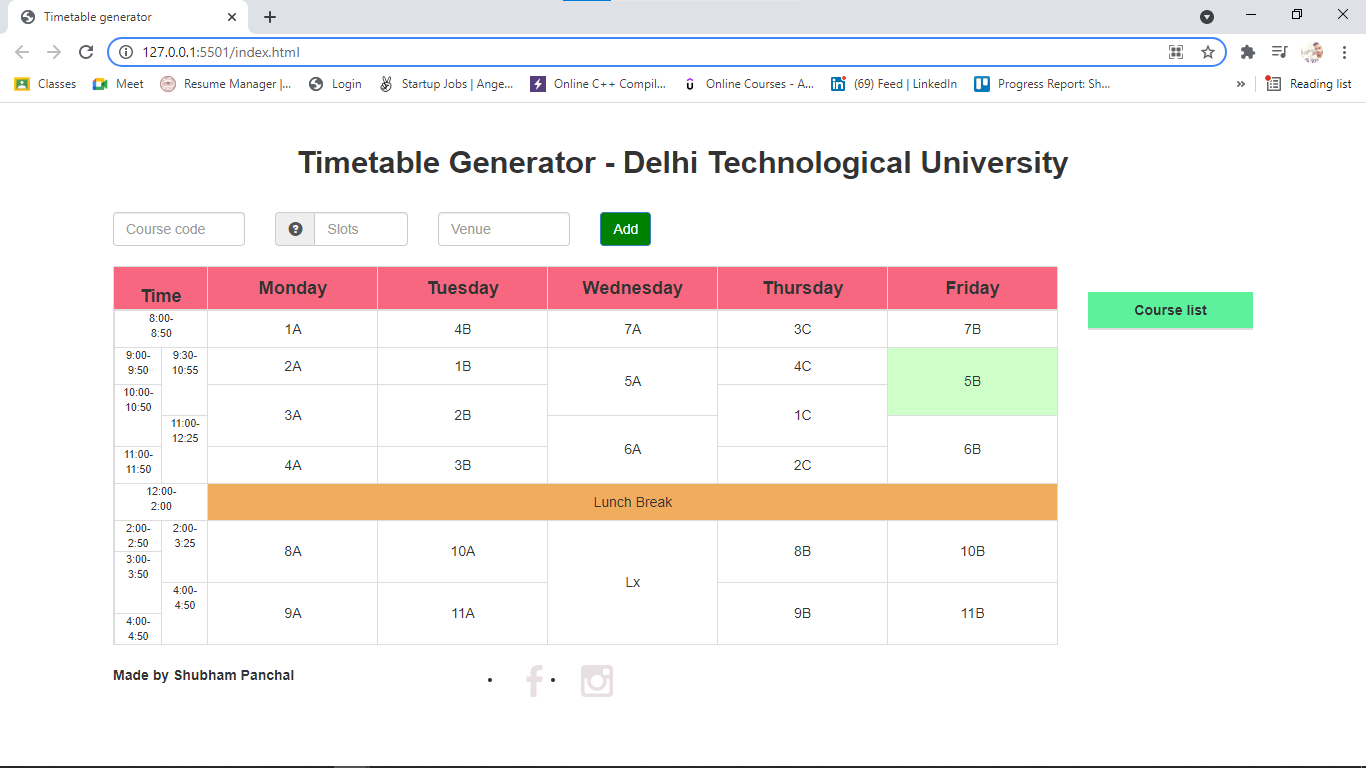 Timetable generator
127.0.0.1:5501/index.html
Classes Meet Resume Manager |... Login Startup Jobs | Ange... Online C++ Compil... Online Courses - A... (69) Feed | LinkedIn Progress Report: Sh... » Reading list
Timetable Generator - Delhi Technological University
Course code Slots Venue Add
Time Monday Tuesday Wednesday Thursday Friday
Course list
8:00-
8:50
1A 4B 7A 3C 7B
9:00-
9:50
9:30-
10:55
2A 1B 5A 4C 5B
10:00-
10:50
3A 2B 1C
11:00-
12:25
6A 6B
11:00-
11:50
4A 3B 2C
12:00-
2:00
Lunch Break
2:00-
2:50
2:00-
3:25
8A 10A Lx 8B 10B
3:00-
3:50
4:00-
4:50
9A 11A 9B 11B
4:00-
4:50
Made by Shubham Panchal